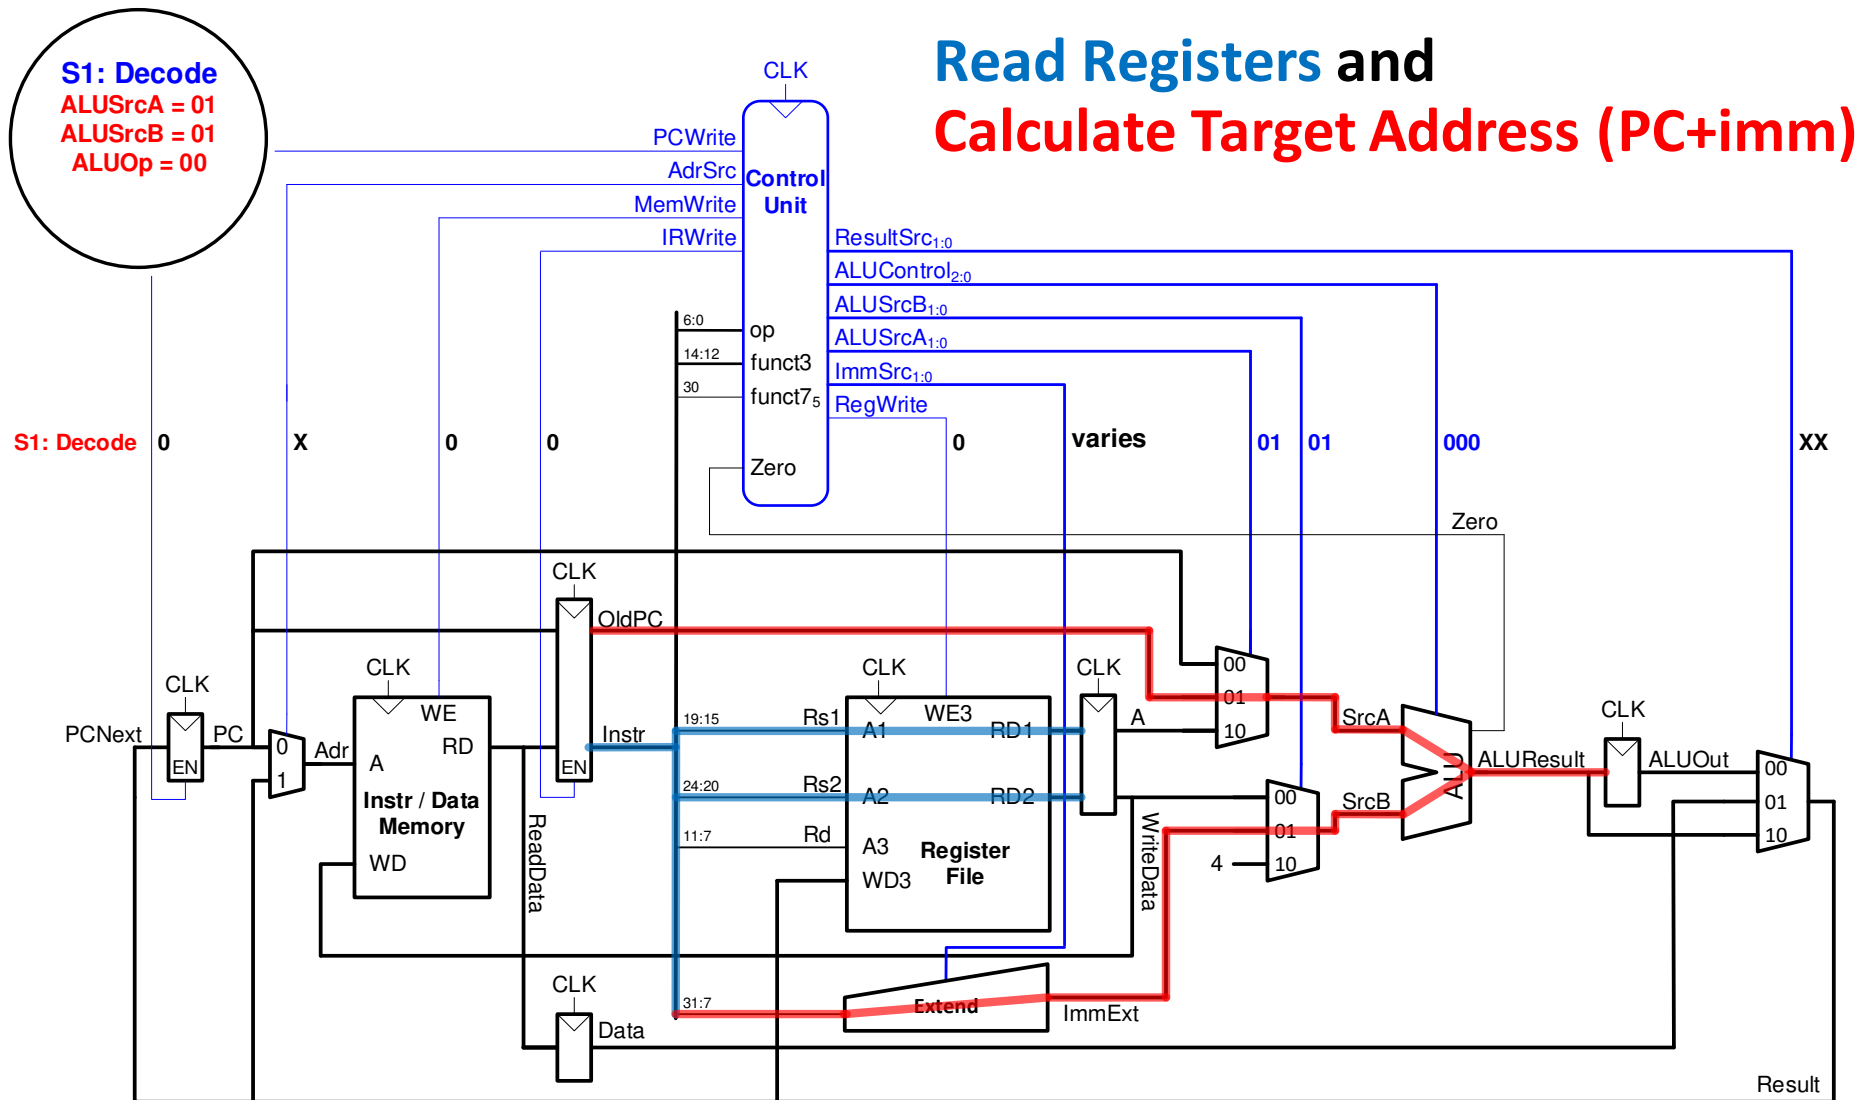 Read Registers and
Calculate Target Address (PC+imm)
S1: Decode
ALUSrcA = 01
ALUSrcB = 01
ALUOp = 00
CLK
PCWrite
AdrSrc
MemWrite
IRWrite
Control
Unit
ResultSrc1:0
ALUControl2:0
ALUSrcB1:0
ALUSrcA1:0
ImmSrc1:0
RegWrite
6:0
op
14:12
funct3
30
funct75
Zero
S1: Decode 0 X 0 0 0 varies 01 01 000 XX
Zero
CLK
OldPC
CLK
PCNext
EN
PC
0
1
Adr
CLK
WE
A
RD
Instr / Data
Memory
WD
ReadData
EN
Instr
19:15
Rs1
24:20
Rs2
11:7
Rd
31:7
CLK
WE3
A1
RD1
A2
RD2
A3
WD3
Register
File
CLK
A
WriteData
00
01
10
00
01
10
4
SrcA
SrcB
ALU
ALUResult
CLK
ALUOut
00
01
10
Extend
ImmExt
CLK
Data
Result